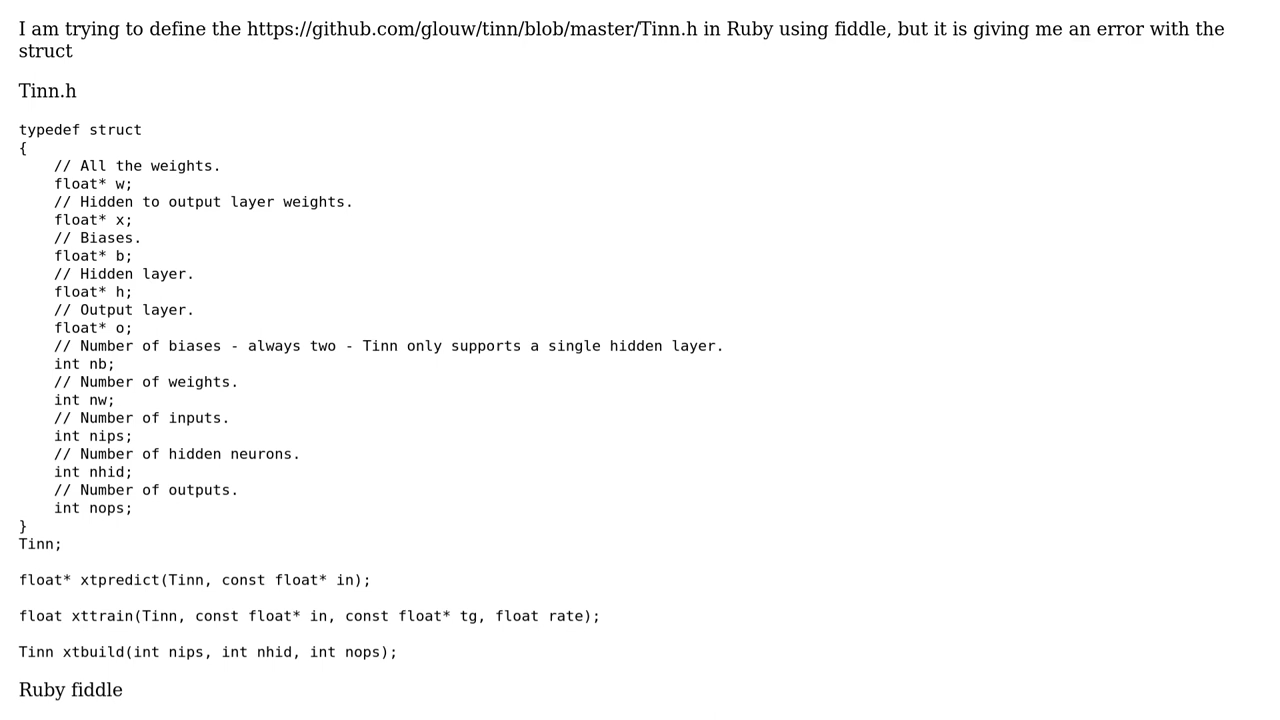 I am trying to define the https://github.com/glouw/tinn/blob/master/Tinn.h in Ruby using fiddle, but it is giving me an error with the
struct
Tinn.h
typedef struct
{
    // All the weights.
    float* w;
    // Hidden to output layer weights.
    float* x;
    // Biases.
    float* b;
    // Hidden layer.
    float* h;
    // Output layer.
    float* o;
    // Number of biases - always two - Tinn only supports a single hidden layer.
    int nb;
    // Number of weights.
    int nw;
    // Number of inputs.
    int nips;
    // Number of hidden neurons.
    int nhid;
    // Number of outputs.
    int nops;
}
Tinn;
float* xtpredict(Tinn, const float* in);
float xttrain(Tinn, const float* in, const float* tg, float rate);
Tinn xtbuild(int nips, int nhid, int nops);
Ruby fiddle